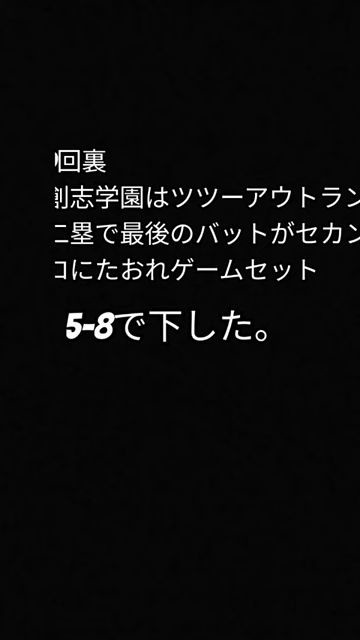 回裏
創志学園はツツーアウトラン
二塁で最後のバットがセカン
コにたおれゲームセット
5-8で下した。